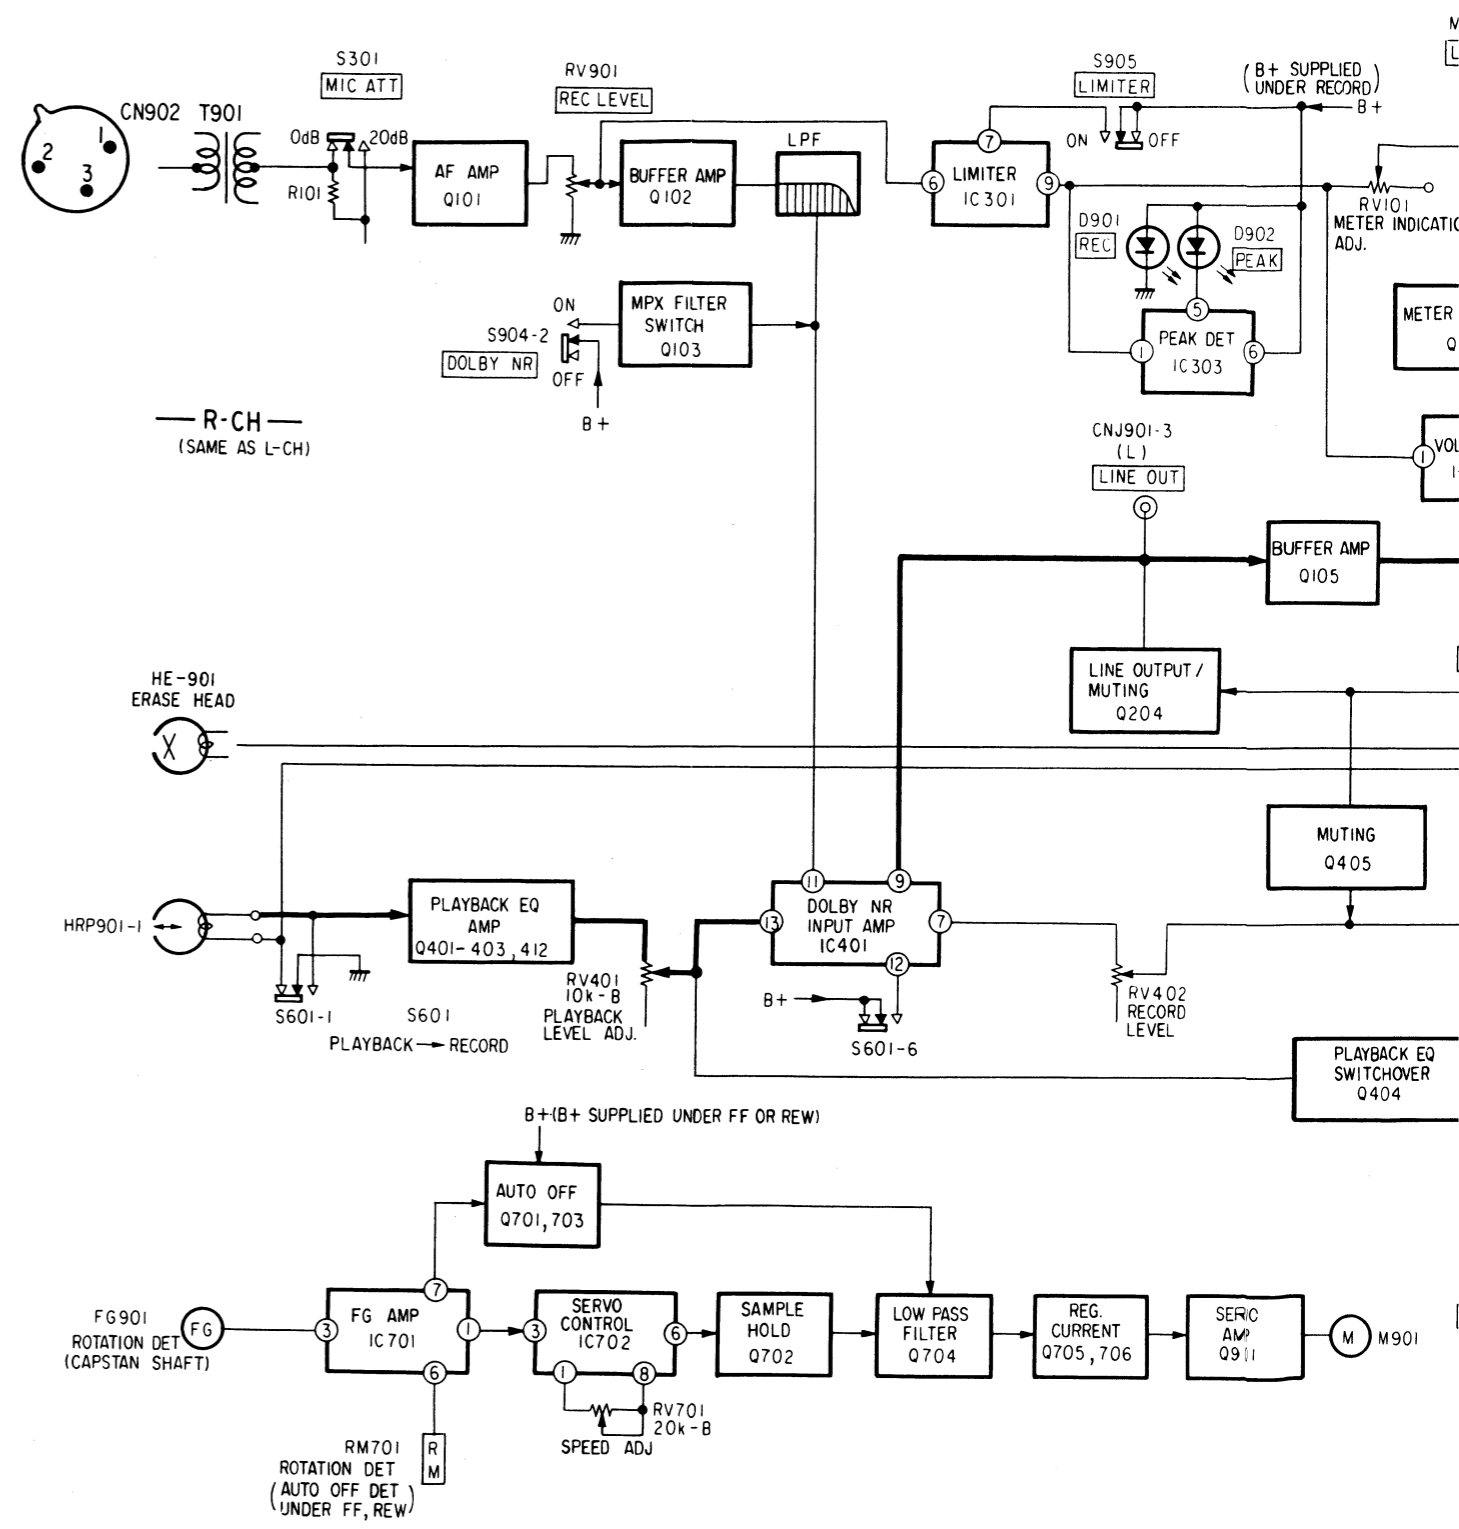 S301
MIC ATT
RV901
REC LEVEL
S905
LIMITER
(B+ SUPPLIED
UNDER RECORD)
B+
CN902
T901
1
2
3
0dB
20dB
R101
AF AMP
Q101
BUFFER AMP
Q102
LPF
7
ON
OFF
6
LIMITER
IC301
9
RV101
METER INDICATIO
ADJ.
D901
REC
D902
PEAK
5
PEAK DET
IC303
1
6
METER
Q
ON
S904-2
DOLBY NR
OFF
B+
MPX FILTER
SWITCH
Q103
R-CH
(SAME AS L-CH)
CNJ901-3
(L)
LINE OUT
1
VOL
BUFFER AMP
Q105
LINE OUTPUT/
MUTING
Q204
HE-901
ERASE HEAD
X
MUTING
Q405
HRP901-1
PLAYBACK EQ
AMP
Q401-403,412
11
9
13
DOLBY NR
INPUT AMP
IC401
7
12
B+
S601-6
RV401
10k-B
PLAYBACK
LEVEL ADJ.
RV402
RECORD
LEVEL
S601-1
S601
PLAYBACK → RECORD
PLAYBACK EQ
SWITCHOVER
Q404
B+(B+ SUPPLIED UNDER FF OR REW)
AUTO OFF
Q701,703
FG901
ROTATION DET
(CAPSTAN SHAFT)
FG
3
7
FG AMP
IC701
1
6
3
SERVO
CONTROL
IC702
6
1
8
RV701
20k-B
SPEED ADJ
SAMPLE
HOLD
Q702
LOW PASS
FILTER
Q704
REG.
CURRENT
Q705,706
AMP
M
M901
RM701
ROTATION DET
(AUTO OFF DET
UNDER FF, REW)
R
M